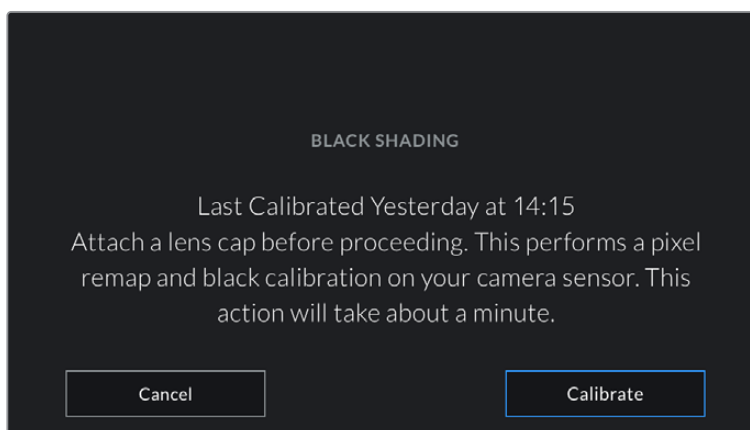 BLACK SHADING
Last Calibrated Yesterday at 14:15
Attach a lens cap before proceeding. This performs a pixel
remap and black calibration on your camera sensor. This
action will take about a minute.
Cancel
Calibrate